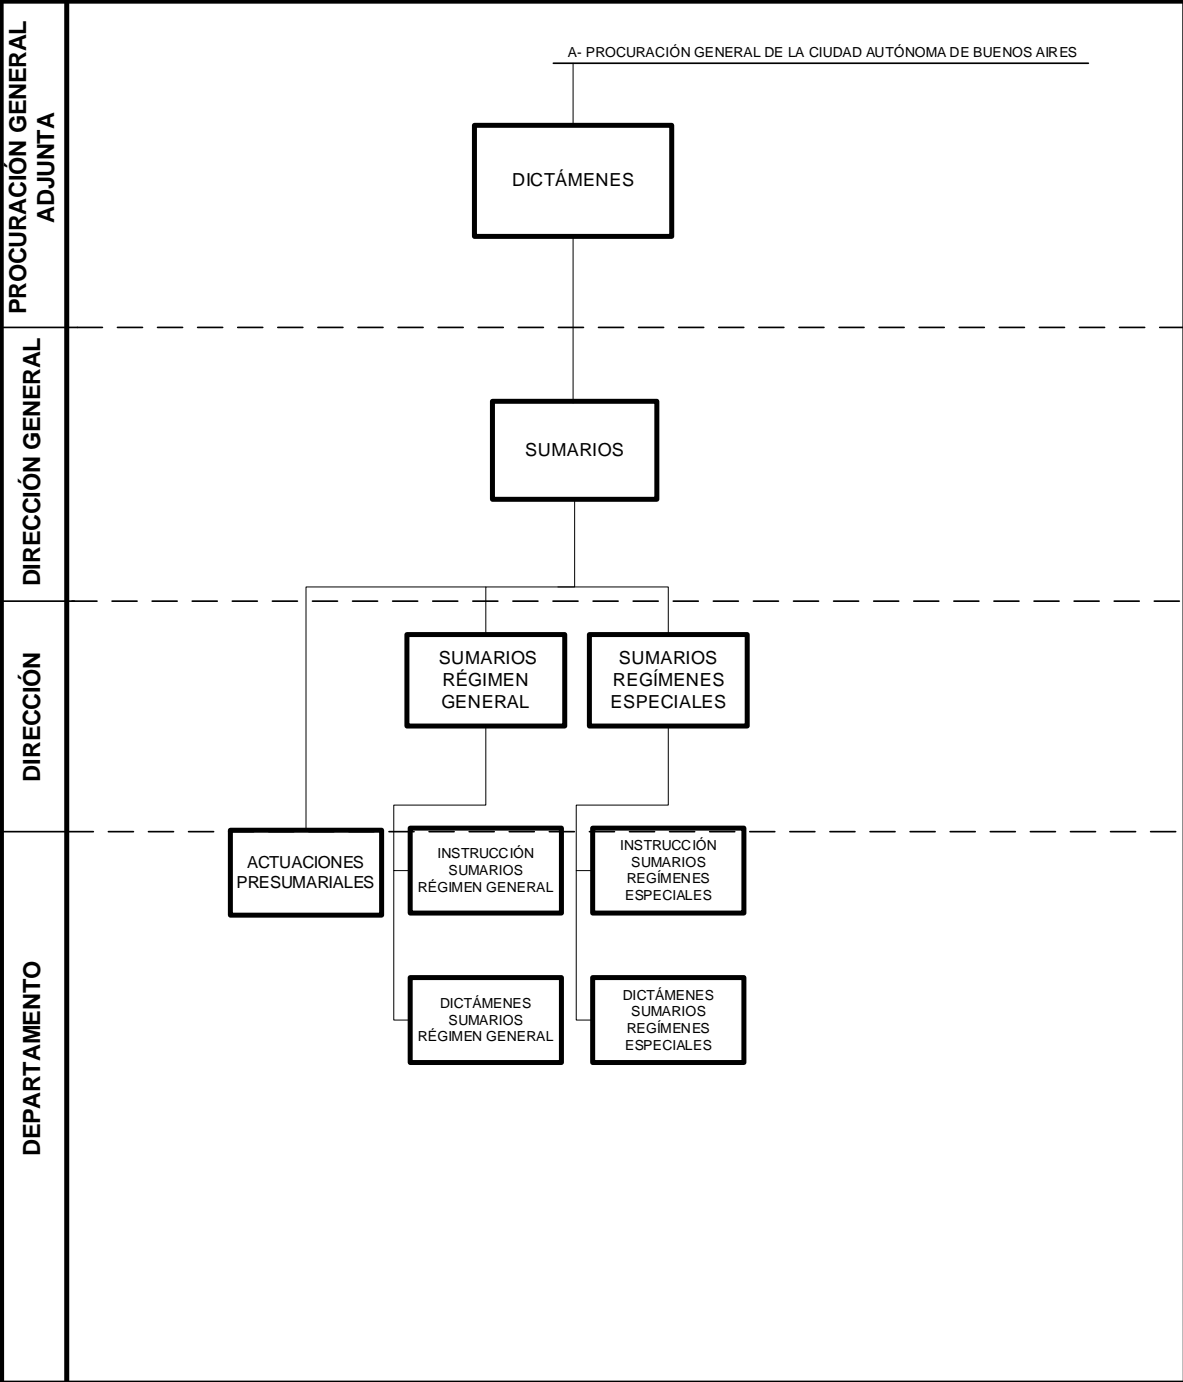 PROCURACIÓN GENERAL
ADJUNTA
A- PROCURACIÓN GENERAL DE LA CIUDAD AUTÓNOMA DE BUENOS AIRES
DICTÁMENES
DIRECCIÓN GENERAL
SUMARIOS
DIRECCIÓN
SUMARIOS
RÉGIMEN
GENERAL
SUMARIOS
REGÍMENES
ESPECIALES
DEPARTAMENTO
ACTUACIONES
PRESUMARIALES
INSTRUCCIÓN
SUMARIOS
RÉGIMEN GENERAL
INSTRUCCIÓN
SUMARIOS
REGÍMENES
ESPECIALES
DICTÁMENES
SUMARIOS
RÉGIMEN GENERAL
DICTÁMENES
SUMARIOS
REGÍMENES
ESPECIALES